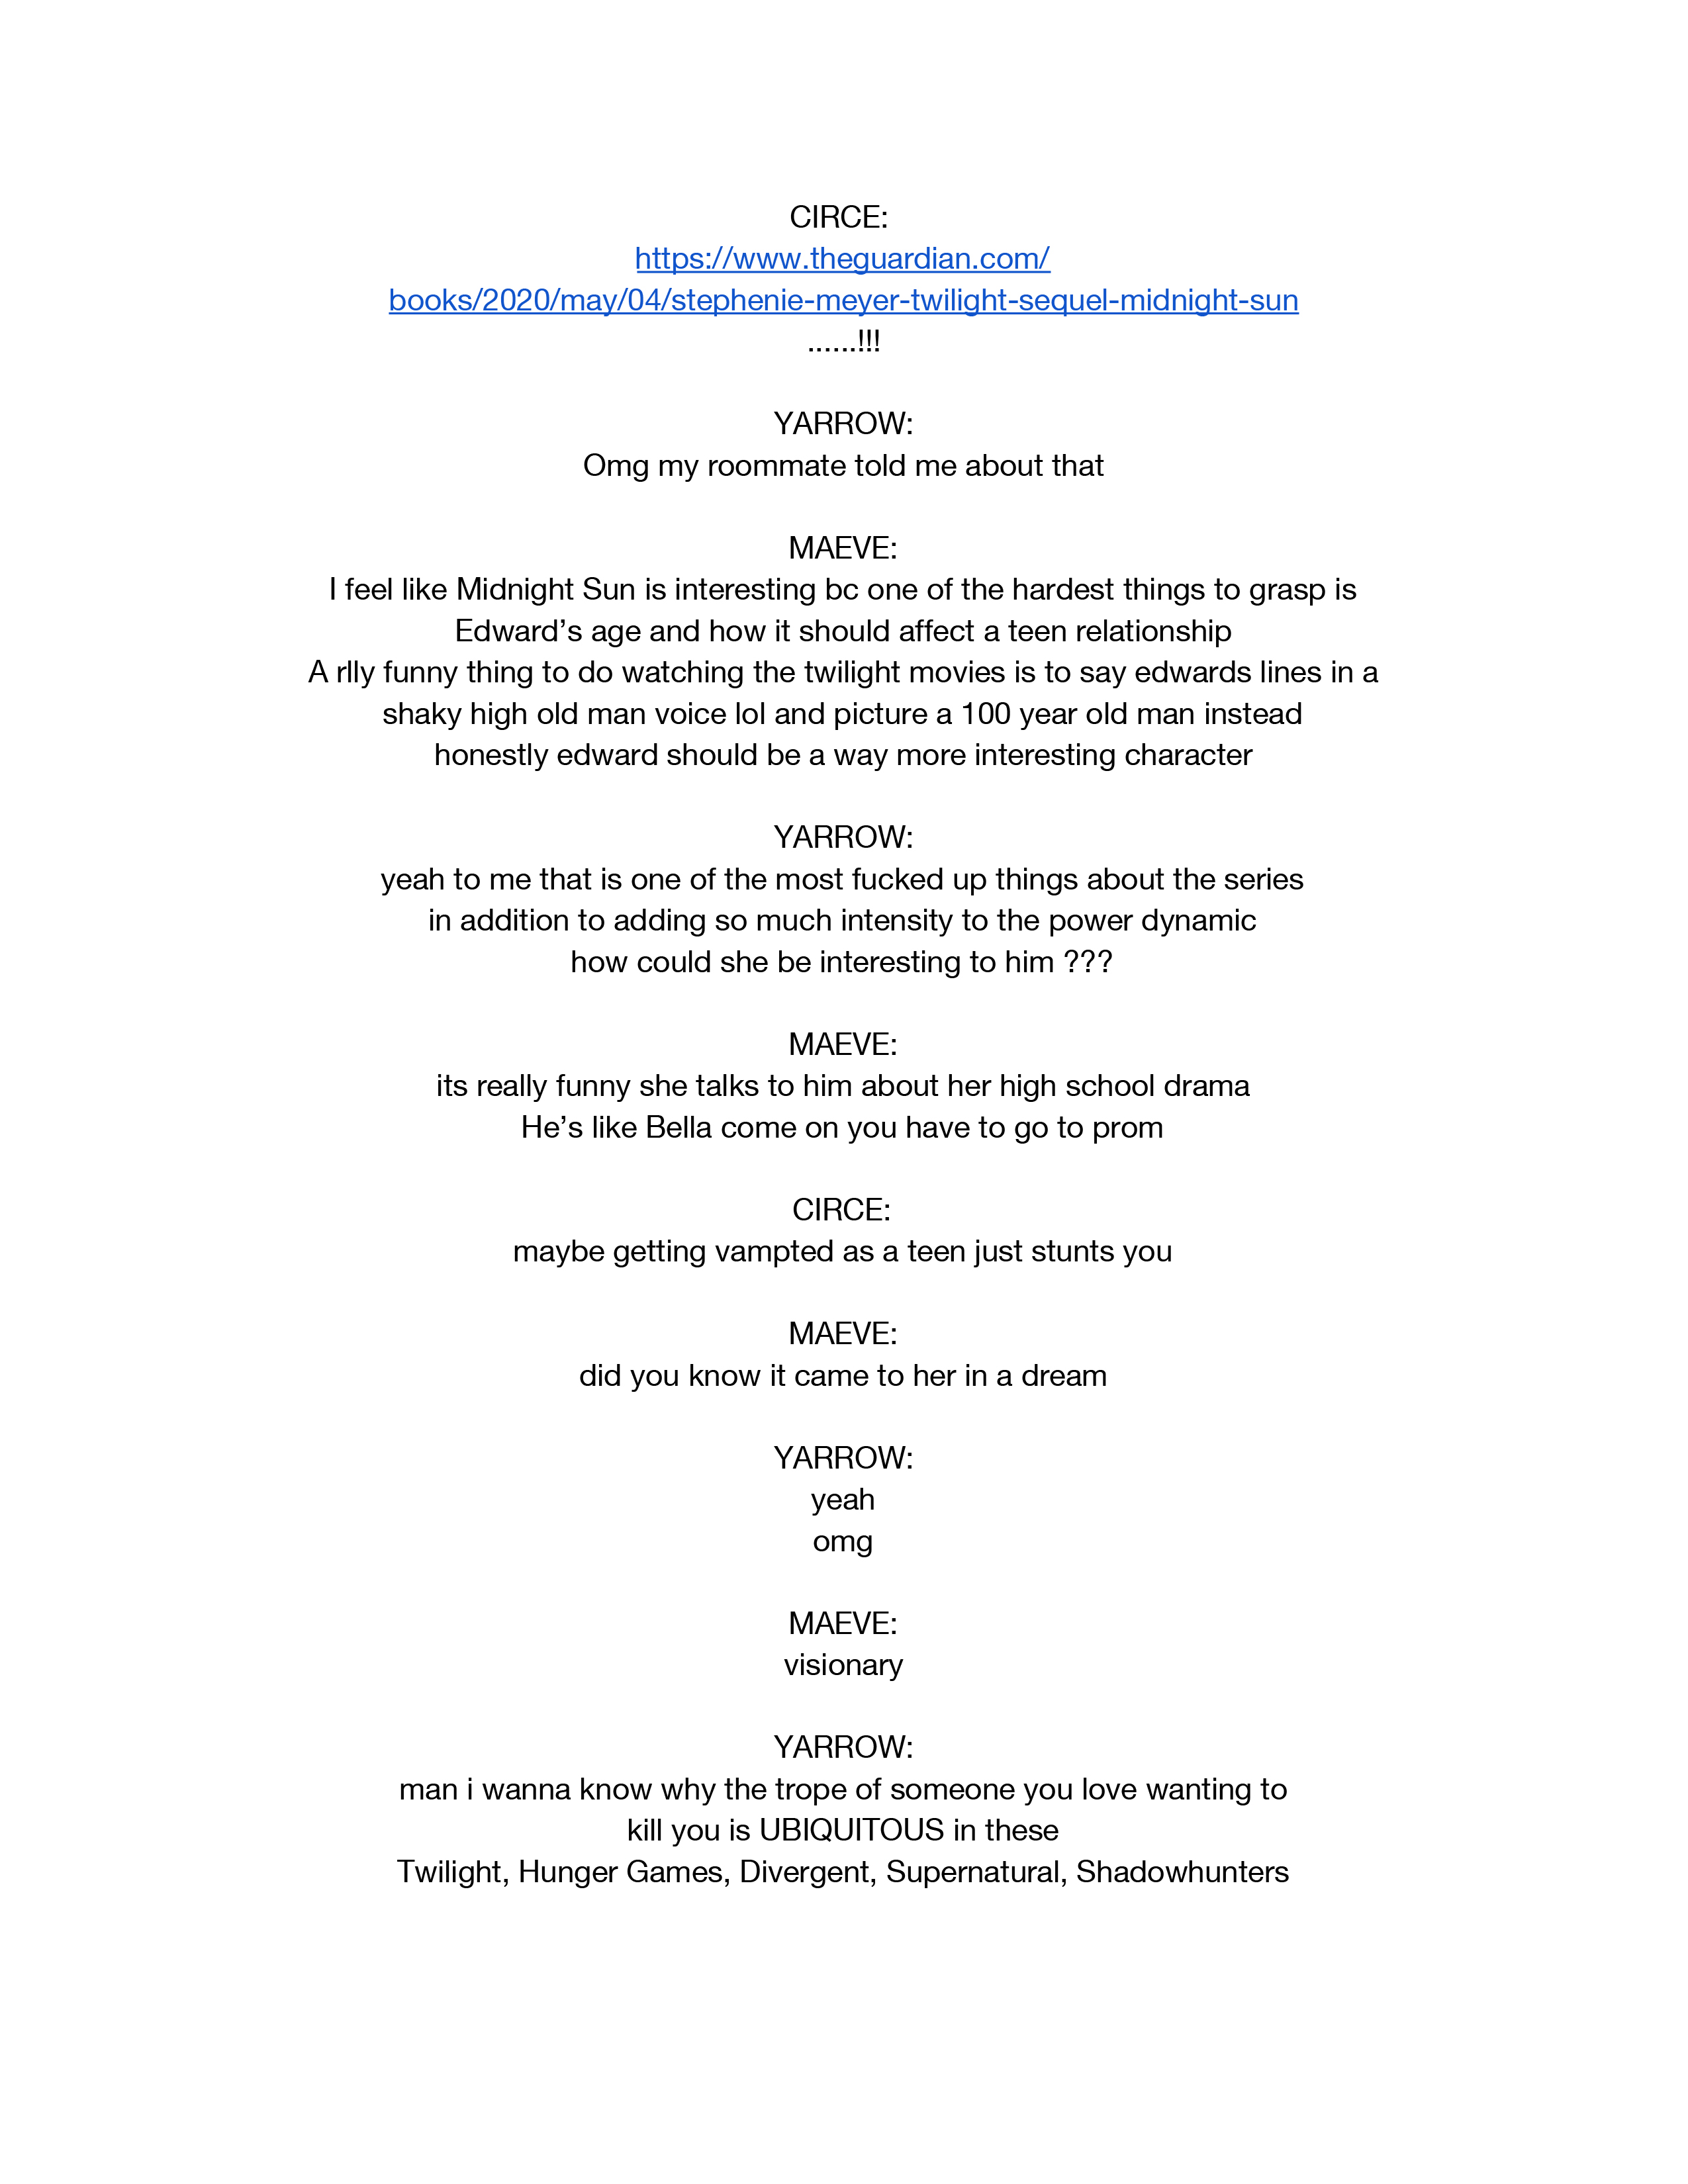 CIRCE:
https://www.theguardian.com/
books/2020/may/04/stephenie-meyer-twilight-sequel-midnight-sun
......!!!
YARROW:
Omg my roommate told me about that
MAEVE:
I feel like Midnight Sun is interesting bc one of the hardest things to grasp is
Edward’s age and how it should affect a teen relationship
A rlly funny thing to do watching the twilight movies is to say edwards lines in a
shaky high old man voice lol and picture a 100 year old man instead
honestly edward should be a way more interesting character
YARROW:
yeah to me that is one of the most fucked up things about the series
in addition to adding so much intensity to the power dynamic
how could she be interesting to him ???
MAEVE:
its really funny she talks to him about her high school drama
He’s like Bella come on you have to go to prom
CIRCE:
maybe getting vampted as a teen just stunts you
MAEVE:
did you know it came to her in a dream
YARROW:
yeah
omg
MAEVE:
visionary
YARROW:
man i wanna know why the trope of someone you love wanting to
kill you is UBIQUITOUS in these
Twilight, Hunger Games, Divergent, Supernatural, Shadowhunters